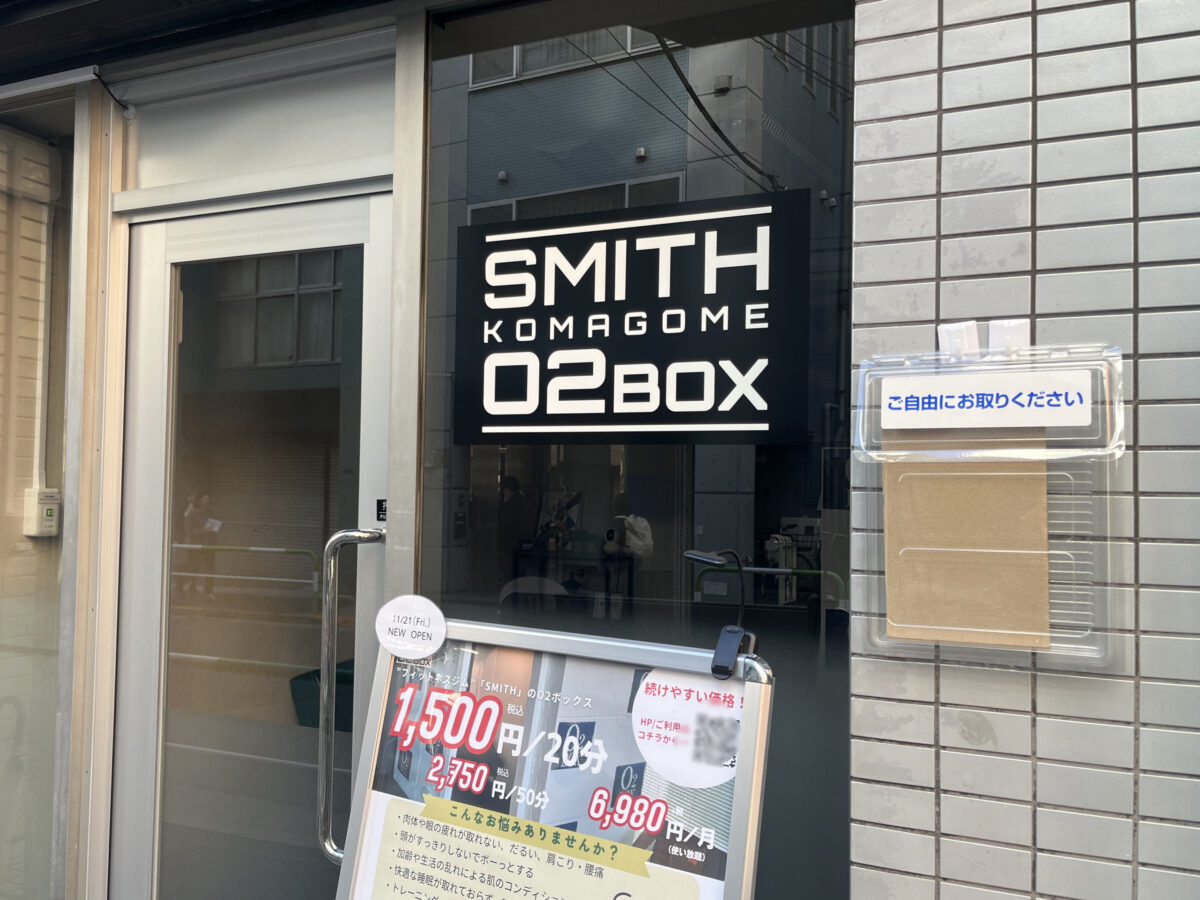 SMITH
KOMAGOME
O2BOX
ご自由にお取りください
11/21(Fri.)
NEW OPEN
O2BOX
"フィットネスジム"「SMITH」のO2ボックス
1,500円/20分
税込
2,750円/50分
税込
続けやすい価格!
HP/ご利用
コチラから
6,980円/月
(使い放題)
こんなお悩みありませんか?
・肉体や眼の疲れが取れない、だるい、肩こり・腰痛
・頭がすっきりしないでボーっとする
・加齢や生活の乱れによる肌のコンディション
・快適な睡眠が取れておらず
・トレーニング